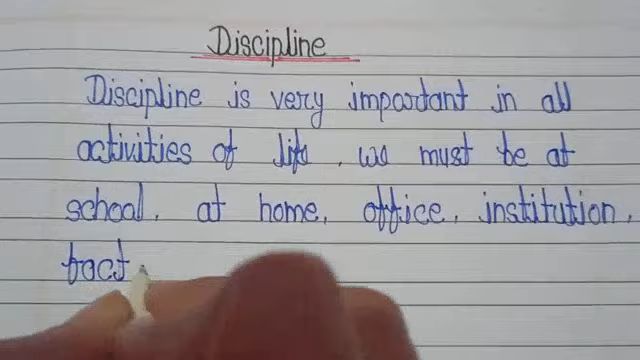 Discipline
Discipline is very impordant in all
activities of life. we must be at
school. at home. office. institution.
fact